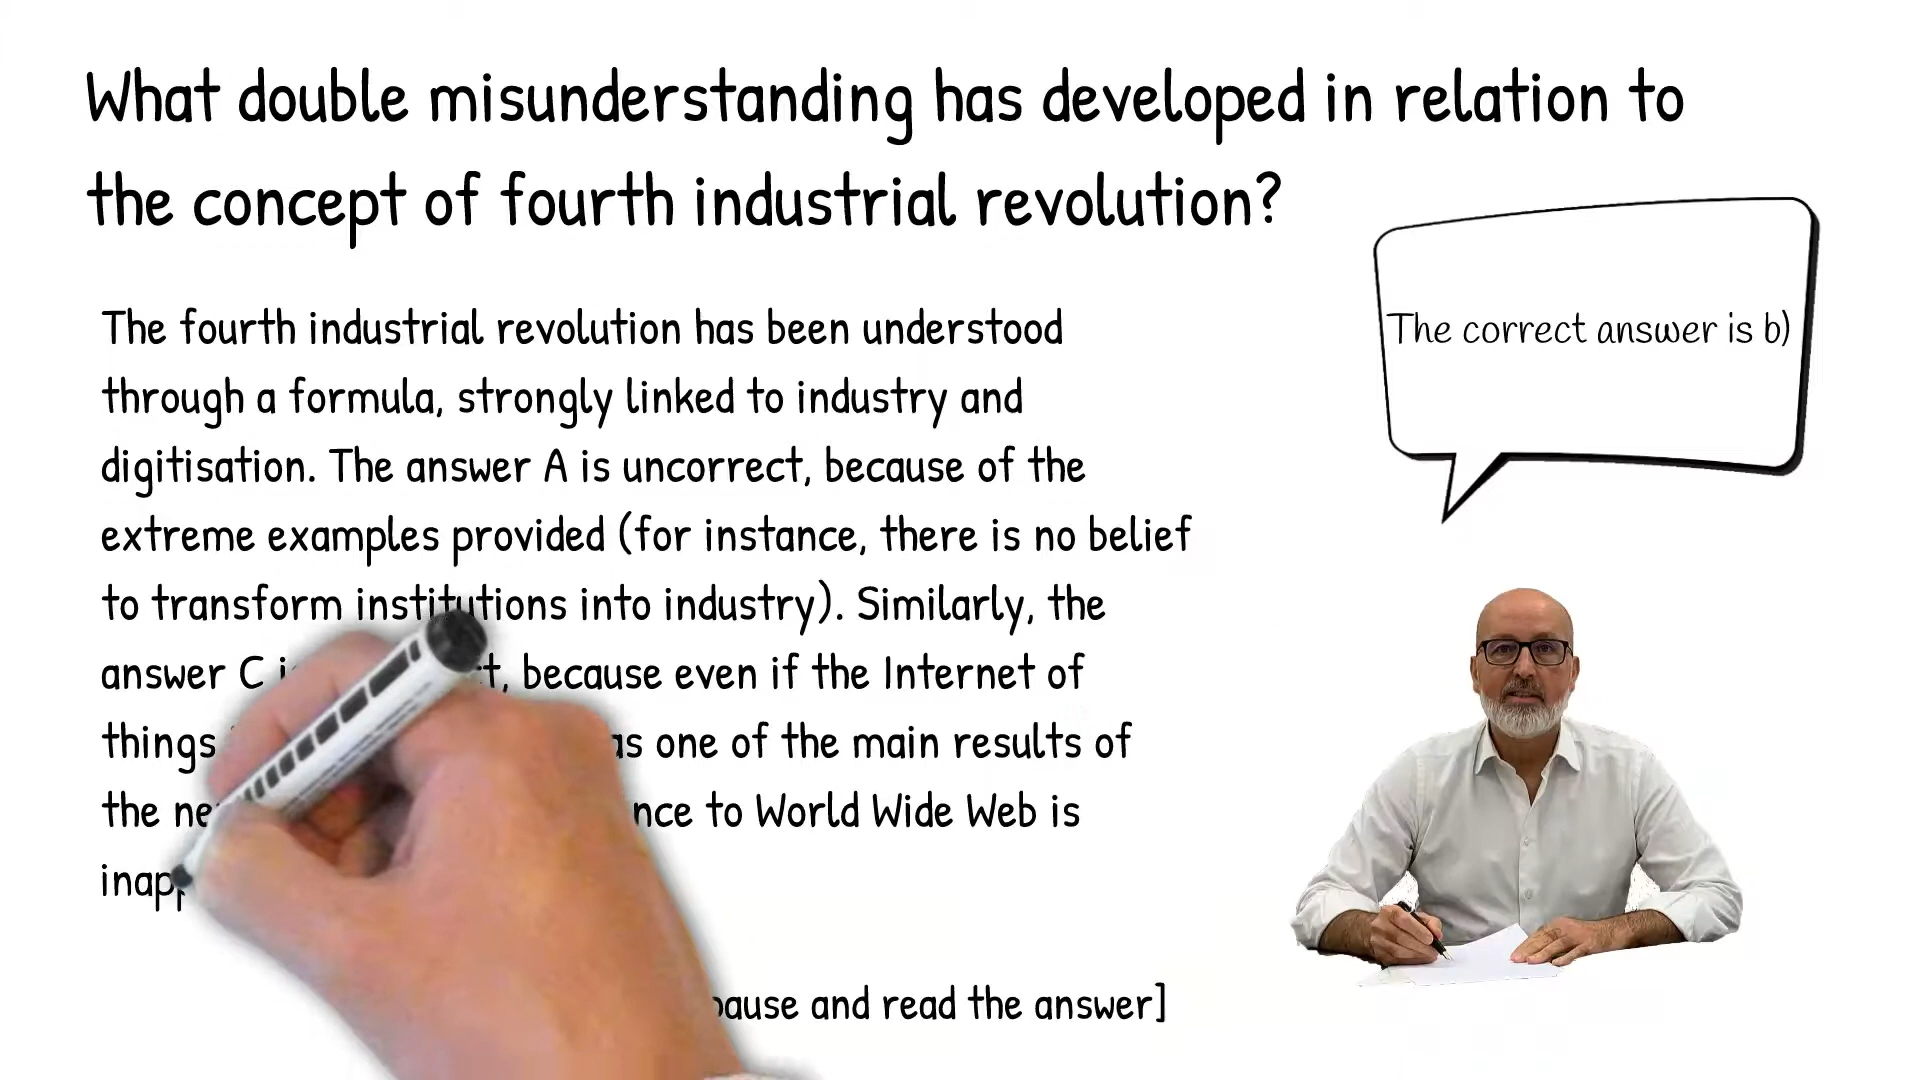 What double misunderstanding has developed in relation to
the concept of fourth industrial revolution?
The correct answer is b)
The fourth industrial revolution has been understood
through a formula, strongly linked to industry and
digitisation. The answer A is uncorrect, because of the
extreme examples provided (for instance, there is no belief
to transform institutions into industry). Similarly, the
answer C because even if the Internet of
things as one of the main results of
the to World Wide Web is
pause and read the answer]